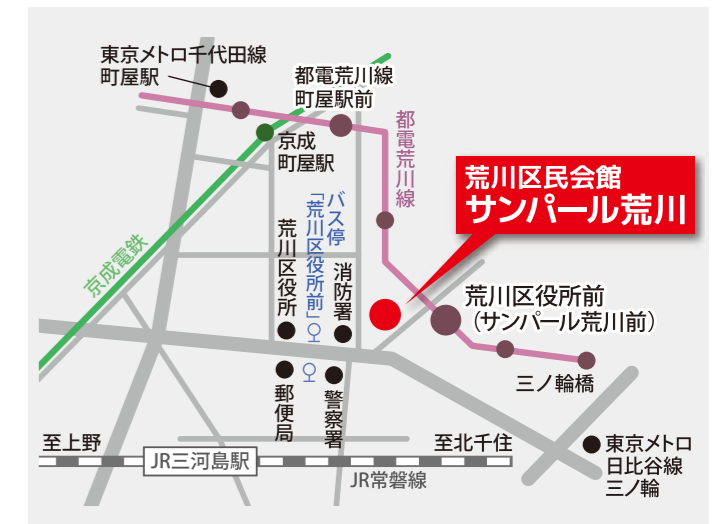 東京メトロ千代田線
町屋駅
都電荒川線
町屋駅前
京成
町屋駅
都電荒川線
荒川区民会館
サンパール荒川
京成電鉄
バス停
「荒川区役所前」
荒川区役所
消防署
荒川区役所前
（サンパール荒川前）
三ノ輪橋
郵便局
警察署
至上野
至北千住
JR三河島駅
JR常磐線
東京メトロ
日比谷線
三ノ輪